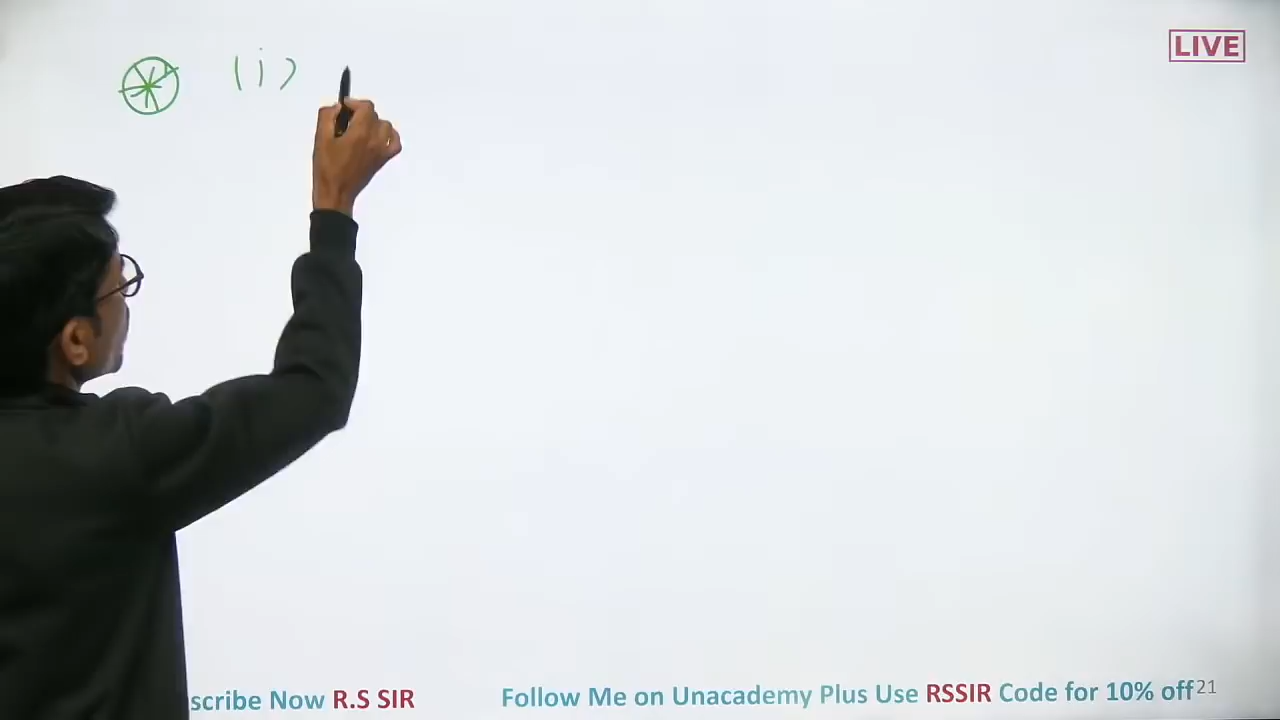 LIVE
(i)
scribe Now R.S SIR Follow Me on Unacademy Plus Use RSSIR Code for 10% off 21